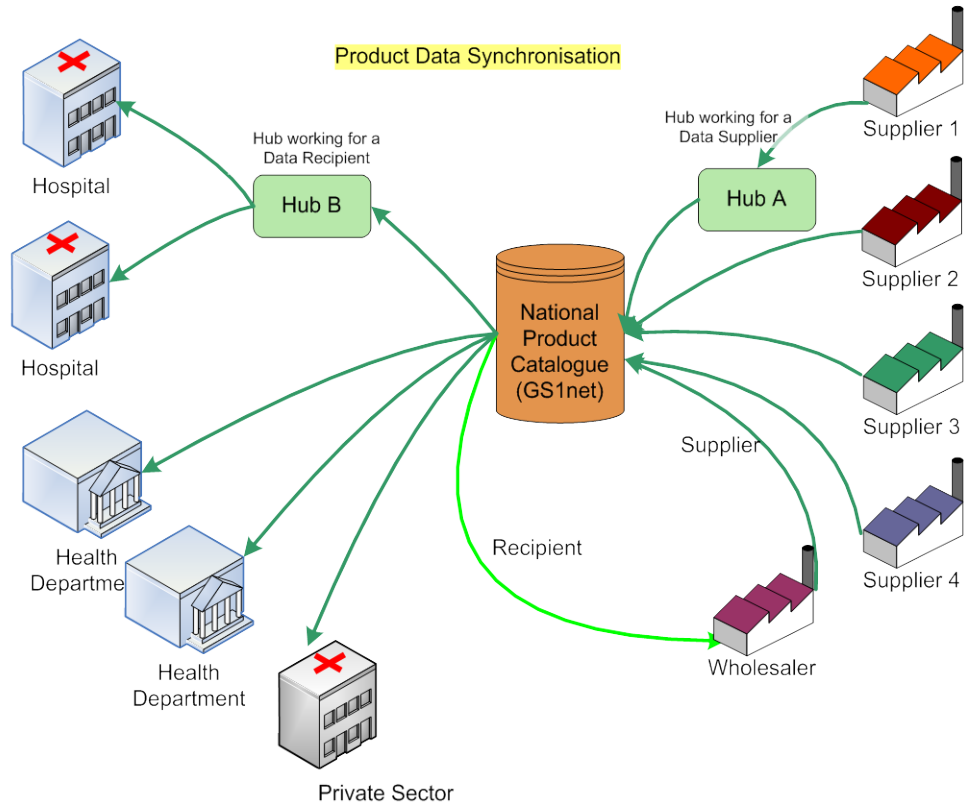 Product Data Synchronisation
Hub working for a
Data Recipient
Hub B
Hospital
Hospital
Hub working for a
Data Supplier
Hub A
Supplier 1
Supplier 2
Supplier 3
Supplier 4
National
Product
Catalogue
(GS1net)
Supplier
Recipient
Wholesaler
Health
Departme
Health
Department
Private Sector